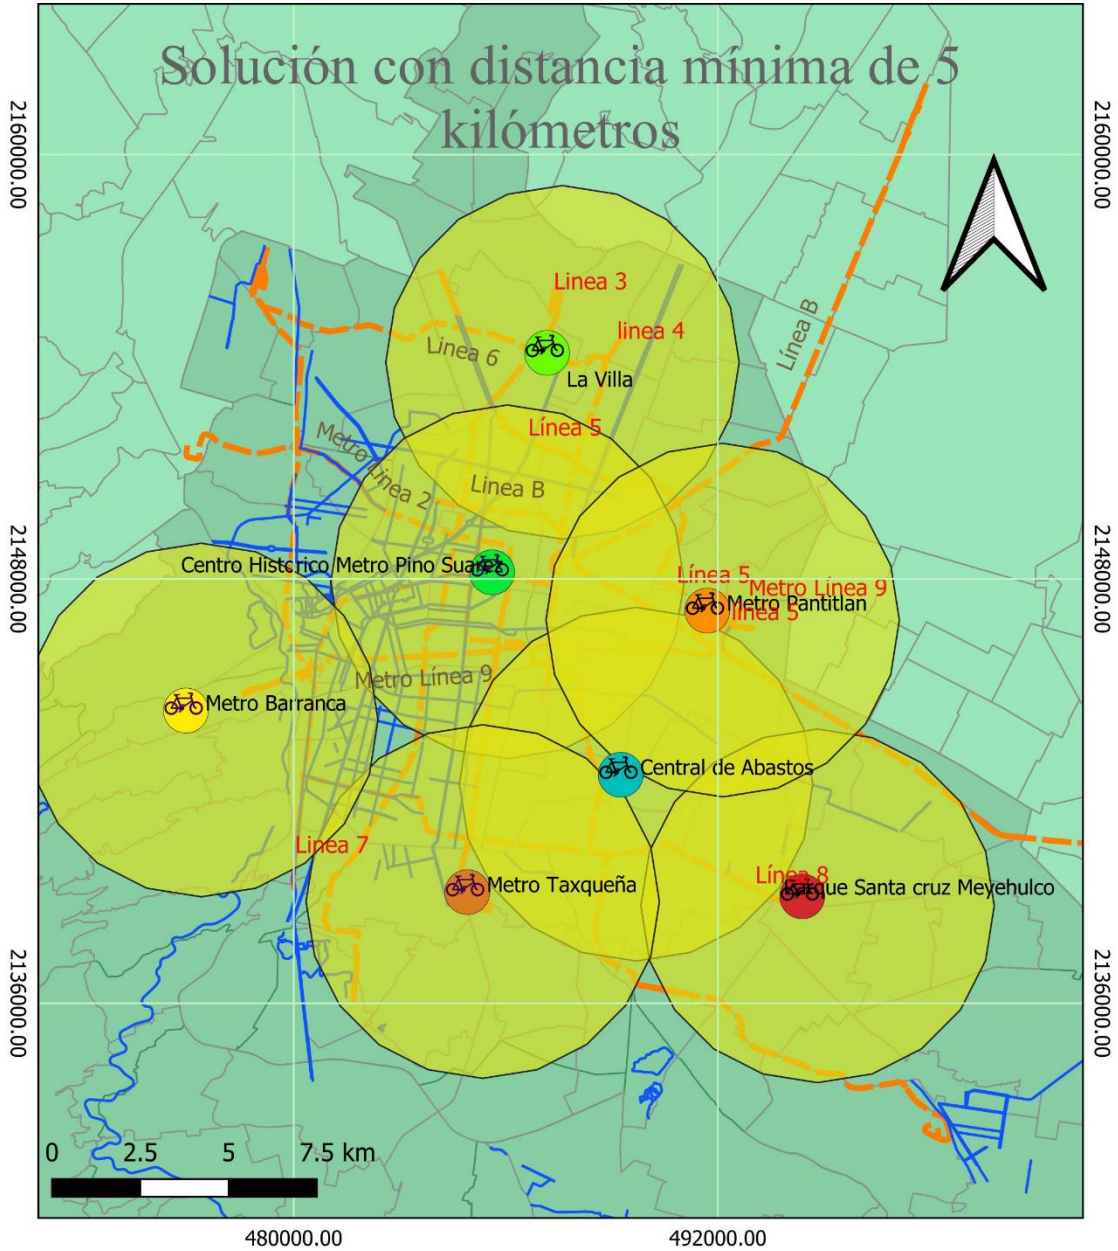 Solución con distancia mínima de 5
kilómetros
2160000.00
2160000.00
Linea 3
linea 4
Línea B
Linea 6
La Villa
Línea 5
Metro Linea 2
Linea B
2148000.00
2148000.00
Centro Histórico Metro Pino Suarez
Línea 5
Metro Línea 9
Metro Pantitlan
linea 5
Metro Línea 9
Metro Barranca
Central de Abastos
Linea 7
Línea 8
Metro Taxqueña
Parque Santa cruz Meyehulco
2136000.00
2136000.00
0 2.5 5 7.5 km
480000.00 492000.00